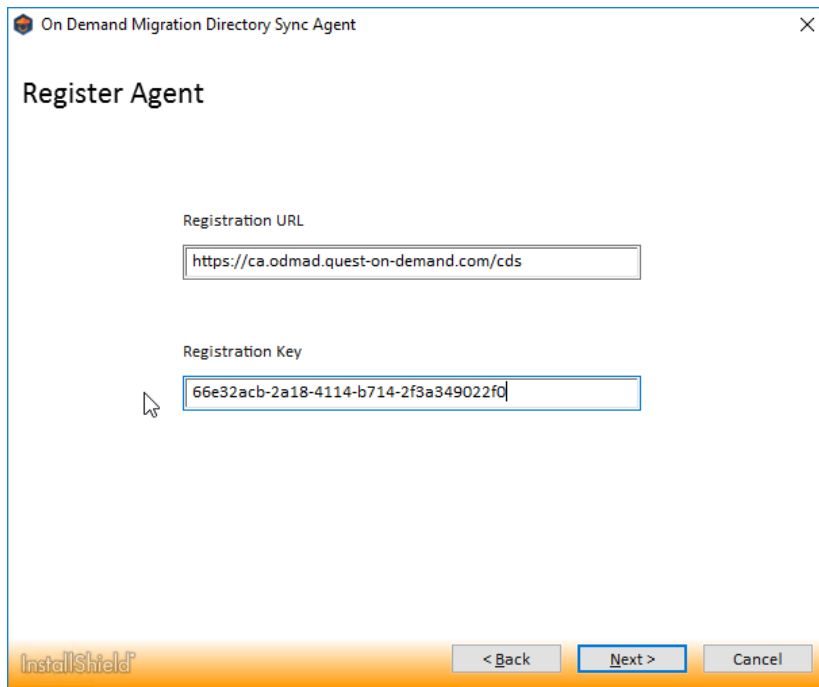 On Demand Migration Directory Sync Agent
Register Agent
Registration URL
https://ca.odmad.quest-on-demand.com/cds
Registration Key
66e32acb-2a18-4114-b714-2f3a349022f0
InstallShield
< Back
Next >
Cancel